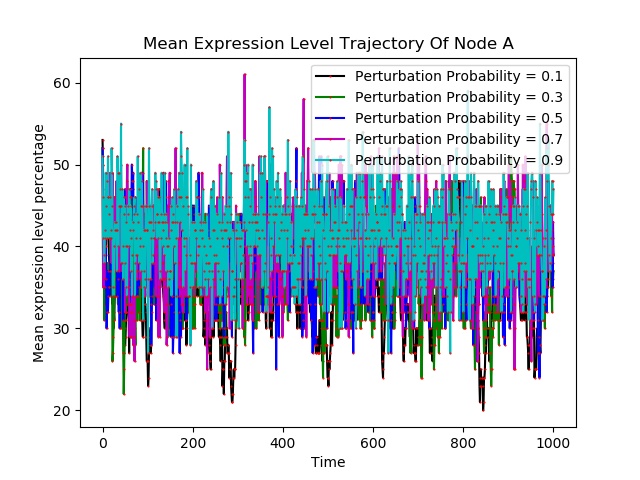 Mean Expression Level Trajectory Of Node A
Perturbation Probability = 0.1
Perturbation Probability = 0.3
Perturbation Probability = 0.5
Perturbation Probability = 0.7
Perturbation Probability = 0.9
Mean expression level percentage
60
50
40
30
20
0 200 400 600 800 1000
Time